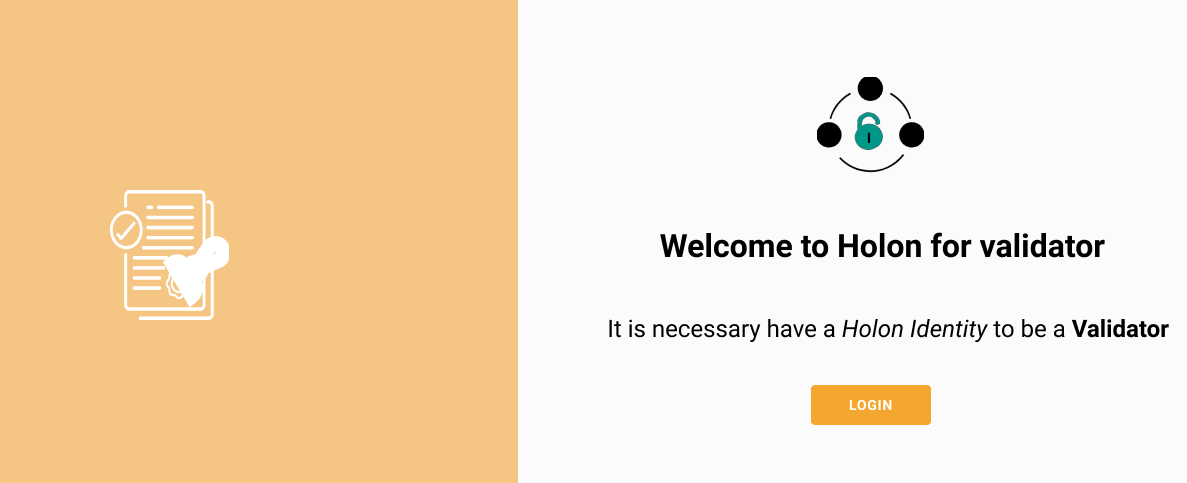 Welcome to Holon for validator
It is necessary have a Holon Identity to be a Validator
LOGIN